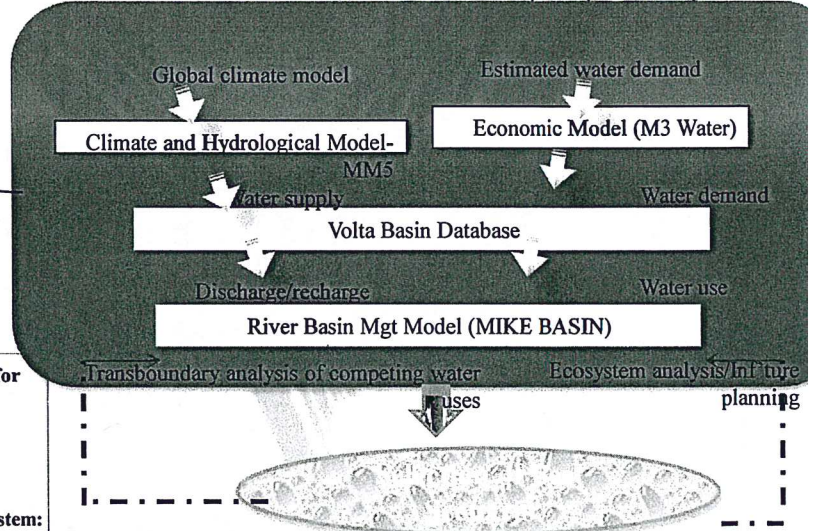 Global climate model
Estimated water demand
Climate and Hydrological Model-
MM5
Economic Model (M3 Water)
Water supply
Water demand
Volta Basin Database
Discharge/recharge
Water use
River Basin Mgt Model (MIKE BASIN)
Transboundary analysis of competing water
uses
Ecosystem analysis/Inf'ture
planning
for
stem: